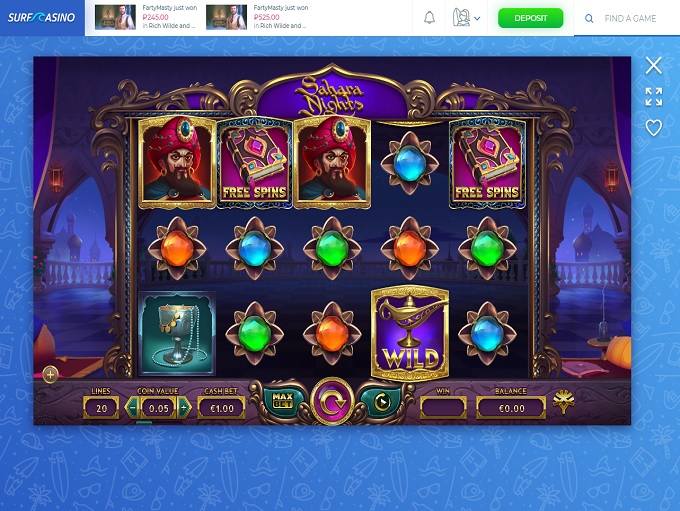 SURFCASINO
FartyMasty just won
₽245.00
in Rich Wilde and ...
FartyMasty just won
₽525.00
in Rich Wilde and ...
DEPOSIT
FIND A GAME
Sahara
Nights
FREE SPINS
FREE SPINS
WILD
LINES
20
COIN VALUE
0.05
CASH BET
€1.00
MAX
BET
WIN
BALANCE
€0.00